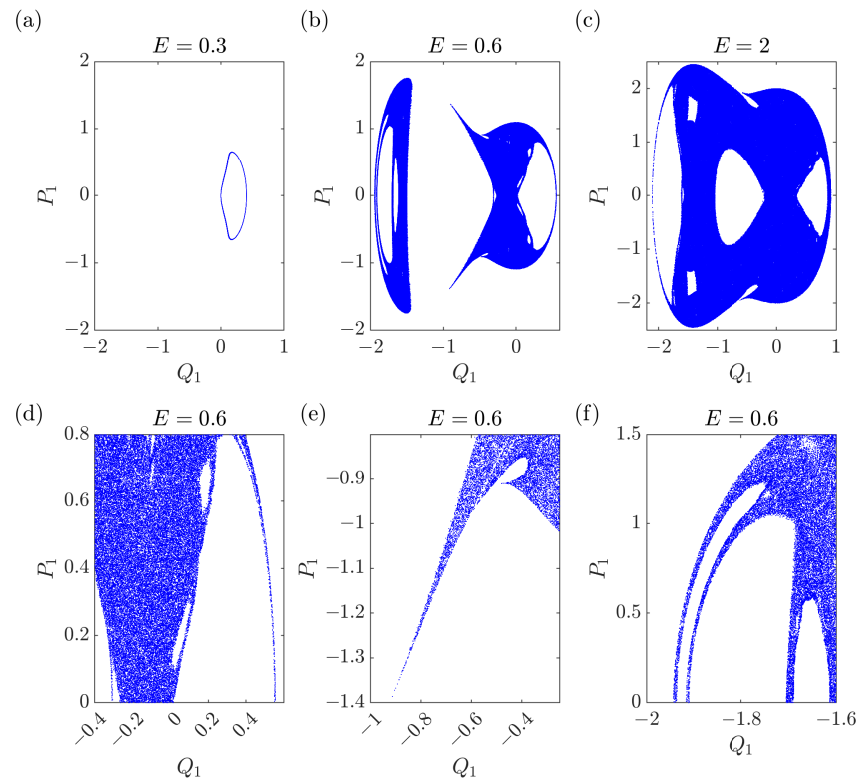 (a) (b) (c)
E = 0.3 E = 0.6 E = 2
2 2 2
1 1 1
P₁ 0 P₁ 0 P₁ 0
−1 −1 −1
−2 −2 −2
−2 −1 0 1 −2 −1 0 −2 −1 0 1
Q₁ Q₁ Q₁
(d) (e) (f)
E = 0.6 E = 0.6 E = 0.6
0.8 1.5
−0.9
0.6 −1 1
P₁ 0.4 P₁ −1.1 P₁
−1.2 0.5
0.2 −1.3
0 −1.4 0
−0.4 −0.2 0 0.2 0.4 −1 −0.8 −0.6 −0.4 −2 −1.8 −1.6
Q₁ Q₁ Q₁